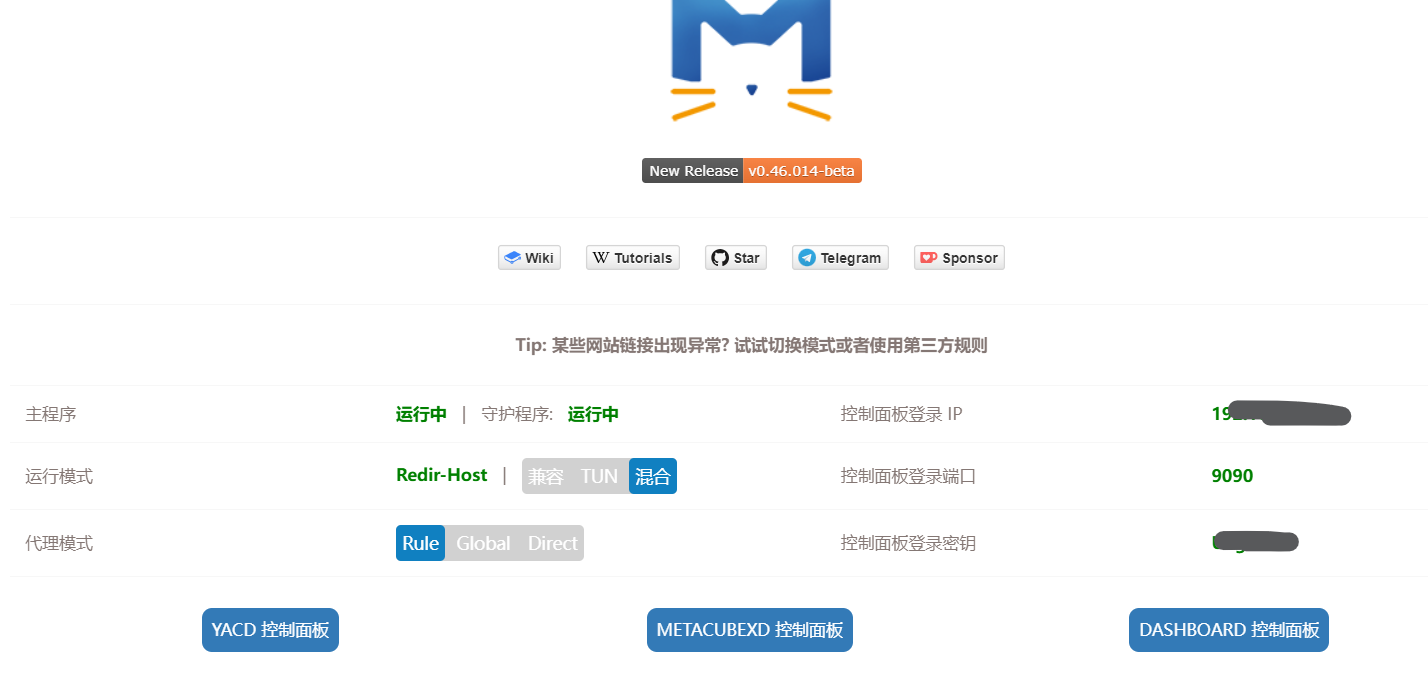 New Release v0.46.014-beta
Wiki Tutorials Star Telegram Sponsor
Tip: 某些网站链接出现异常? 试试切换模式或者使用第三方规则
主程序 运行中 | 守护程序: 运行中 控制面板登录 IP
运行模式 Redir-Host | 兼容 TUN 混合 控制面板登录端口 9090
代理模式 Rule Global Direct 控制面板登录密钥
YACD 控制面板 METACUBEXD 控制面板 DASHBOARD 控制面板